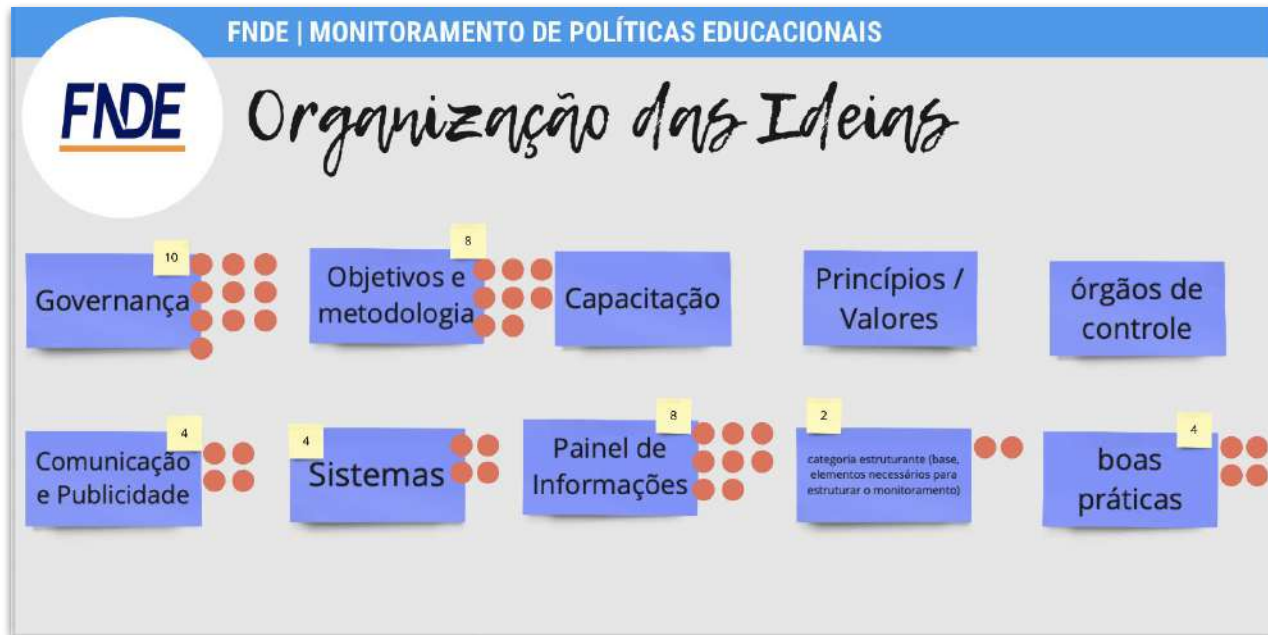 FNDE | MONITORAMENTO DE POLÍTICAS EDUCACIONAIS
FNDE
Organização das Ideias
10
Governança
8
Objetivos e
metodologia
Capacitação
Princípios /
Valores
órgãos de
controle
4
Comunicação
e Publicidade
4
Sistemas
8
Painel de
Informações
2
categoria estruturante (base,
elementos necessários para
estruturar o monitoramento)
4
boas
práticas